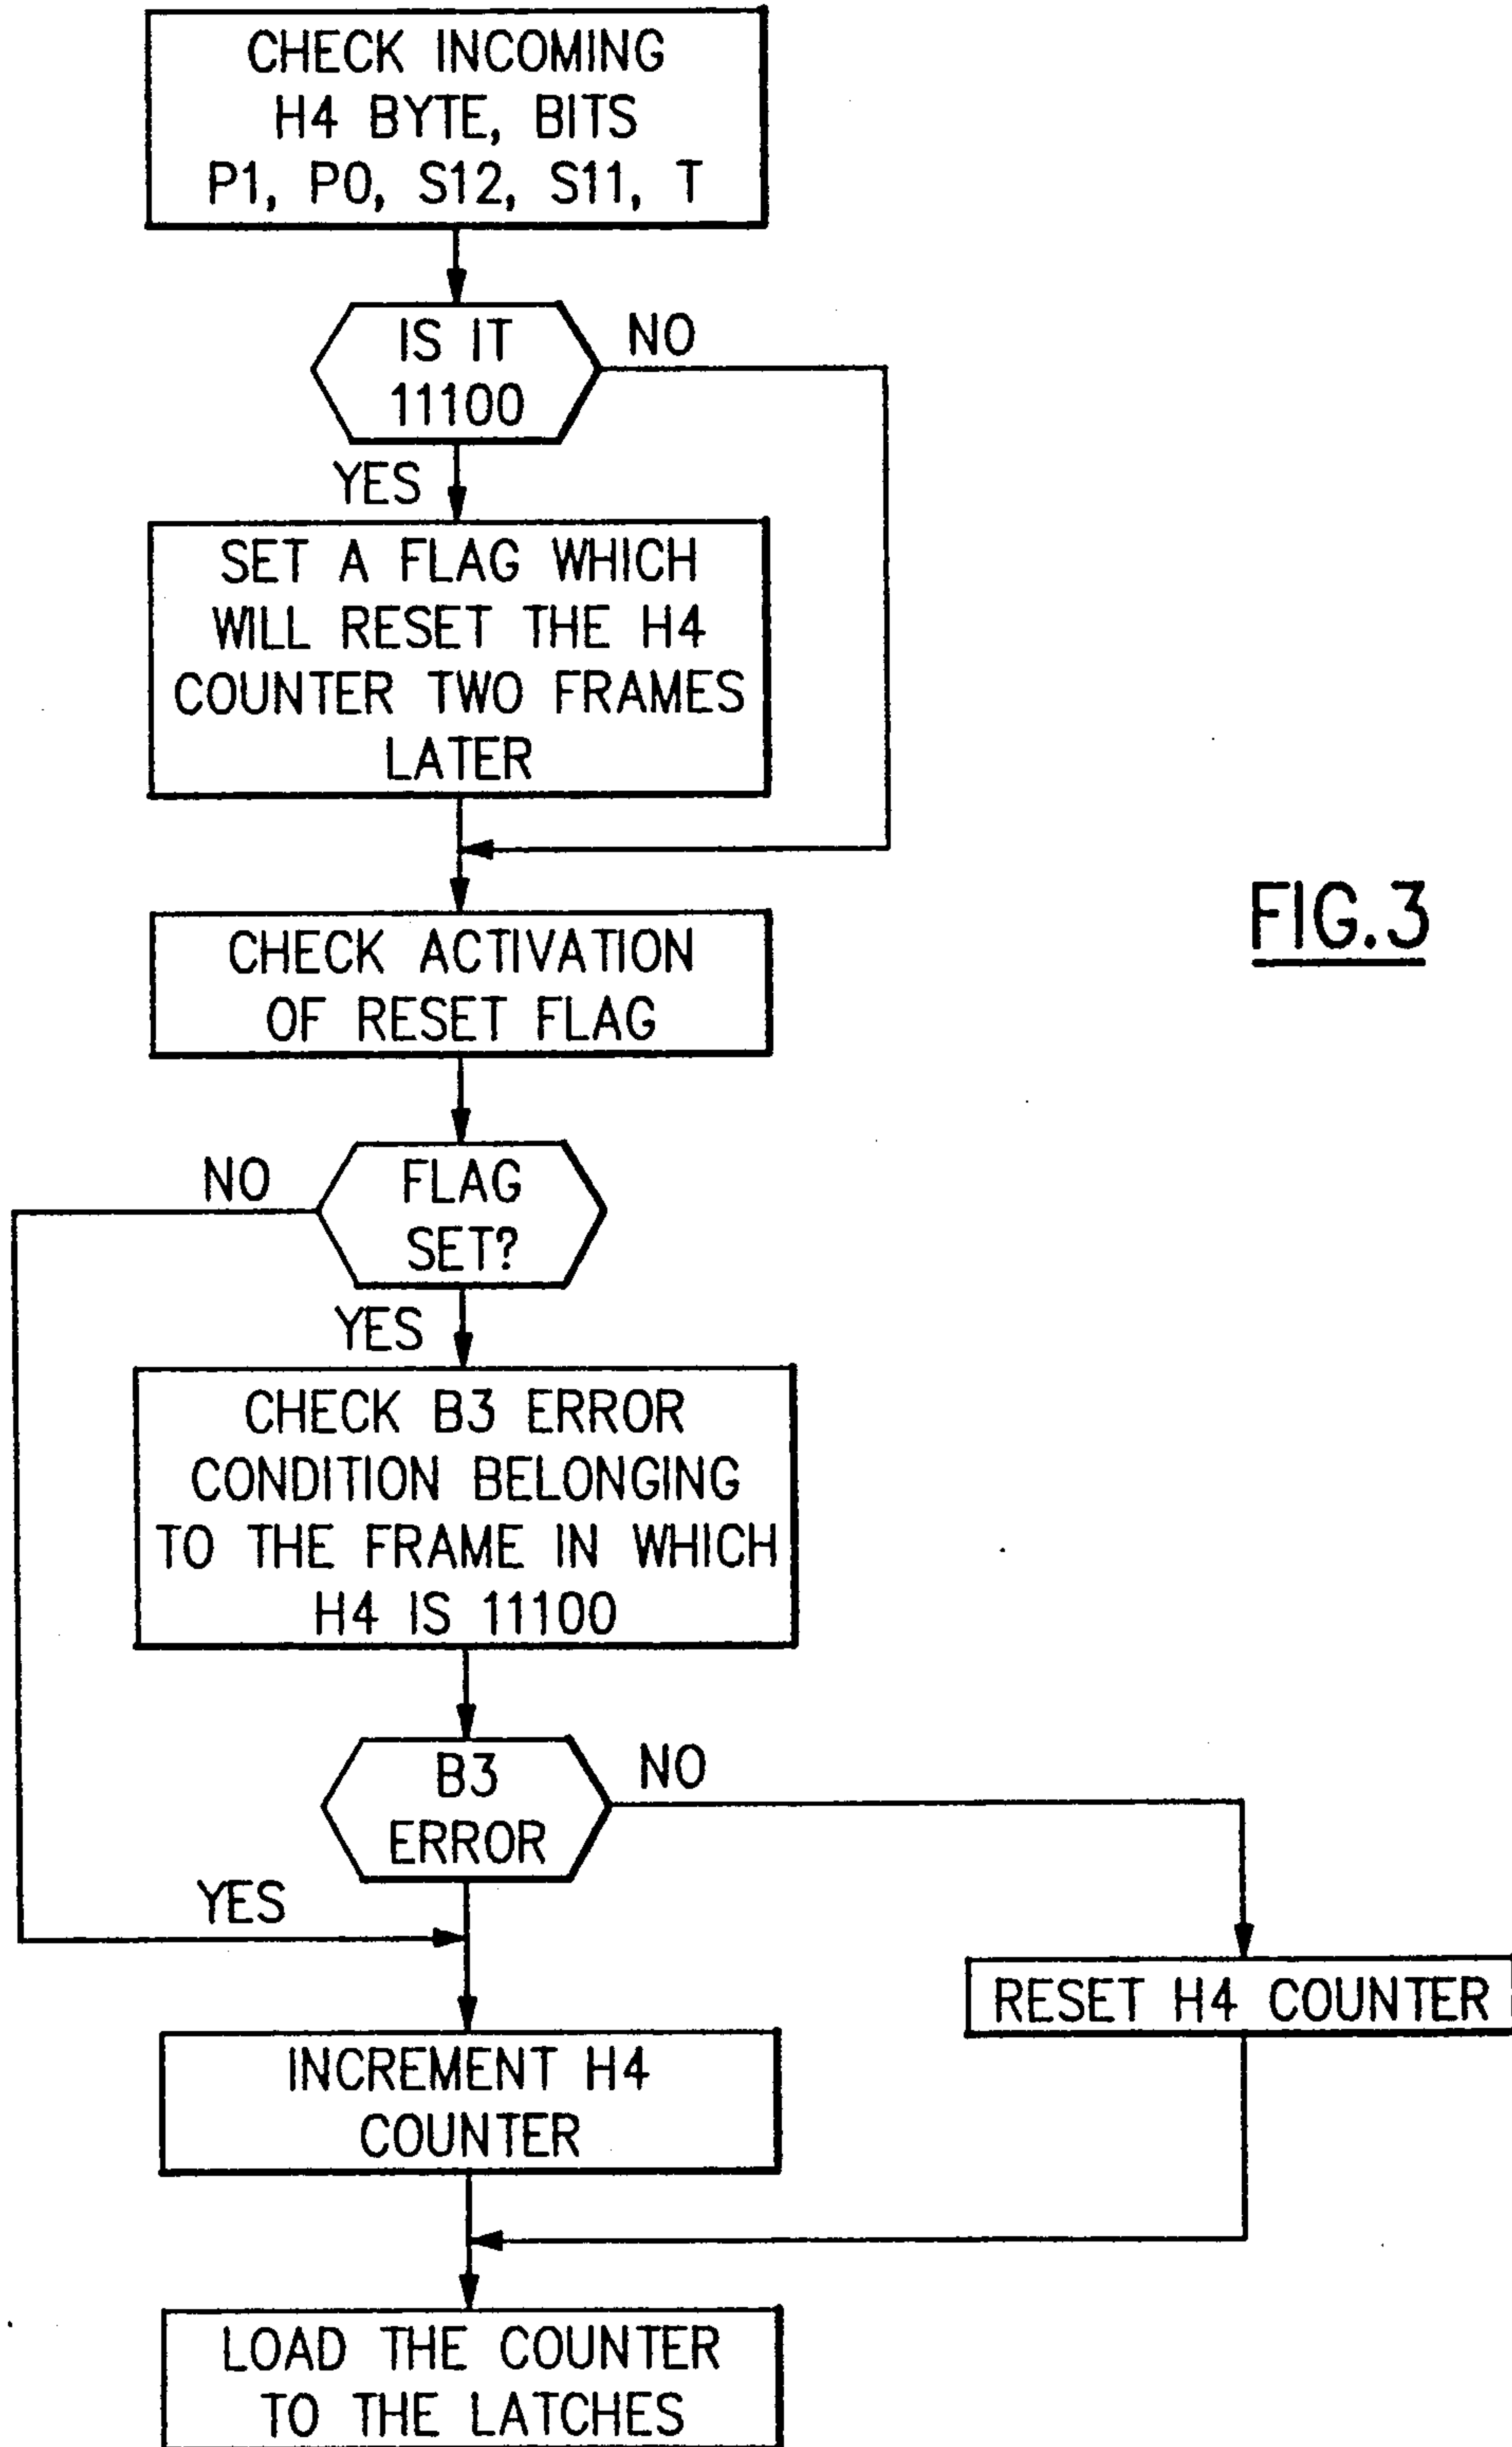 CHECK INCOMING
H4 BYTE, BITS
P1, P0, S12, S11, T
IS IT
11100
NO
YES
SET A FLAG WHICH
WILL RESET THE H4
COUNTER TWO FRAMES
LATER
FIG.3
CHECK ACTIVATION
OF RESET FLAG
NO
FLAG
SET?
YES
CHECK B3 ERROR
CONDITION BELONGING
TO THE FRAME IN WHICH
H4 IS 11100
B3
ERROR
NO
YES
RESET H4 COUNTER
INCREMENT H4
COUNTER
LOAD THE COUNTER
TO THE LATCHES